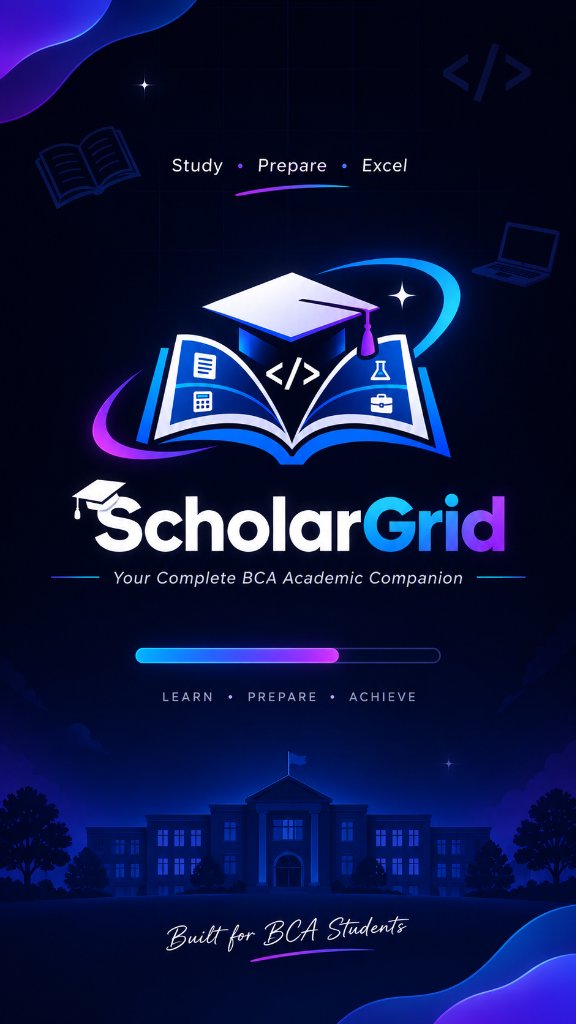 </>
Study • Prepare • Excel
</>
ScholarGrid
Your Complete BCA Academic Companion
LEARN • PREPARE • ACHIEVE
Built for BCA Students